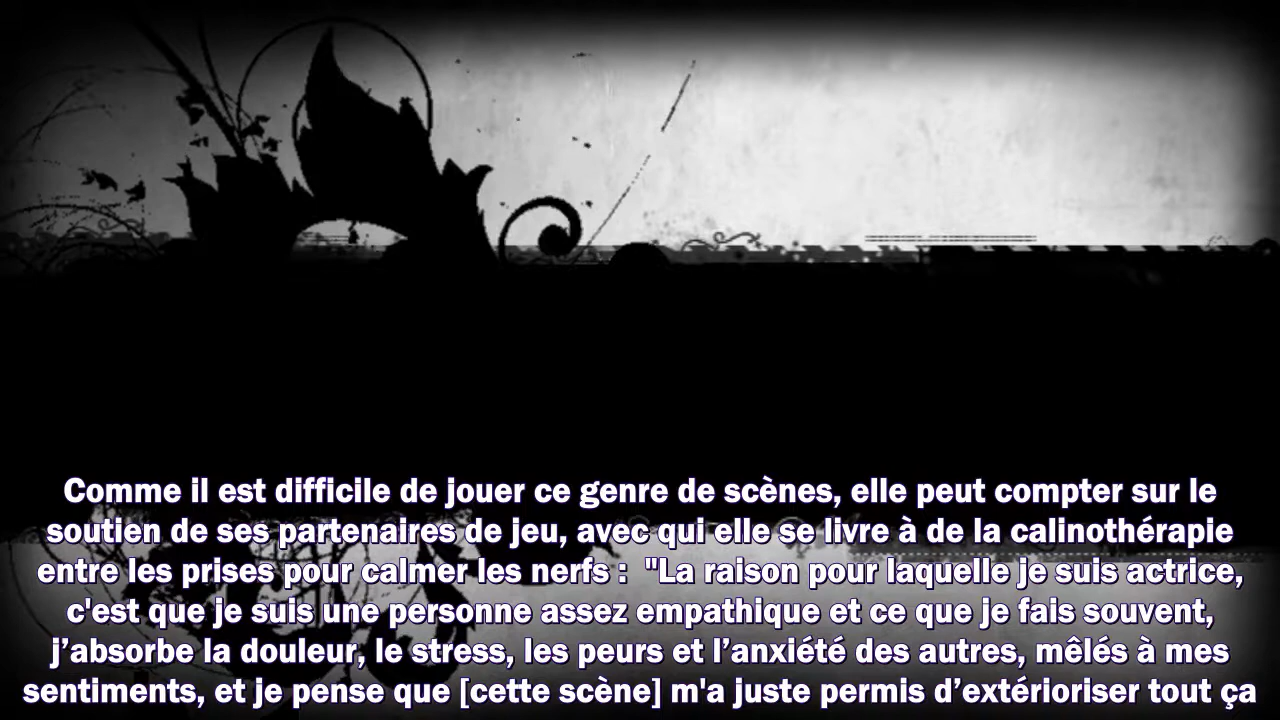 Comme il est difficile de jouer ce genre de scènes, elle peut compter sur le
soutien de ses partenaires de jeu, avec qui elle se livre à de la calinothérapie
entre les prises pour calmer les nerfs :  "La raison pour laquelle je suis actrice,
c'est que je suis une personne assez empathique et ce que je fais souvent,
j’absorbe la douleur, le stress, les peurs et l’anxiété des autres, mêlés à mes
sentiments, et je pense que [cette scène] m'a juste permis d’extérioriser tout ça